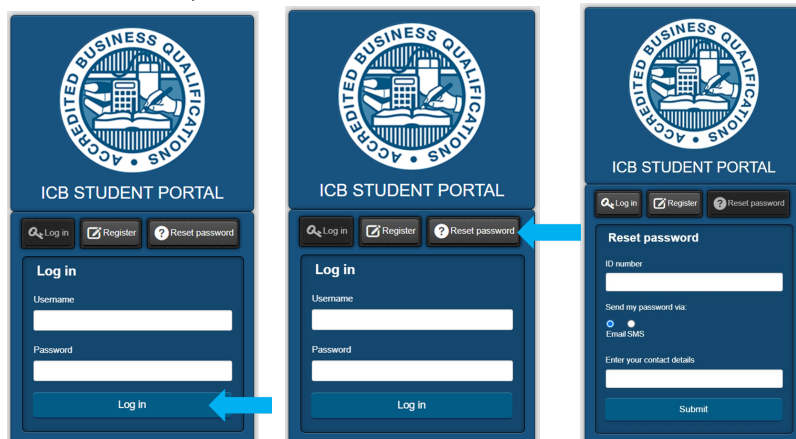 ACCREDITED BUSINESS QUALIFICATIONS
ICB STUDENT PORTAL
Log in
Register
Reset password
Log in
Username
Password
Log in
ACCREDITED BUSINESS QUALIFICATIONS
ICB STUDENT PORTAL
Log in
Register
Reset password
Log in
Username
Password
Log in
ACCREDITED BUSINESS QUALIFICATIONS
ICB STUDENT PORTAL
Log in
Register
Reset password
Reset password
ID number
Send my password via:
Email SMS
Enter your contact details
Submit